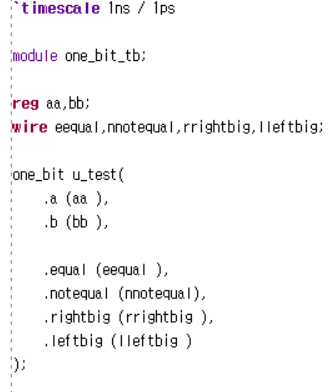 `timescale 1ns / 1ps
module one_bit_tb;
reg aa,bb;
wire eequal,nnotequal,rrightbig,lleftbig;
one_bit u_test(
.a (aa ),
.b (bb ),
.equal (eequal ),
.notequal (nnotequal),
.rightbig (rrightbig ),
.leftbig (lleftbig )
);